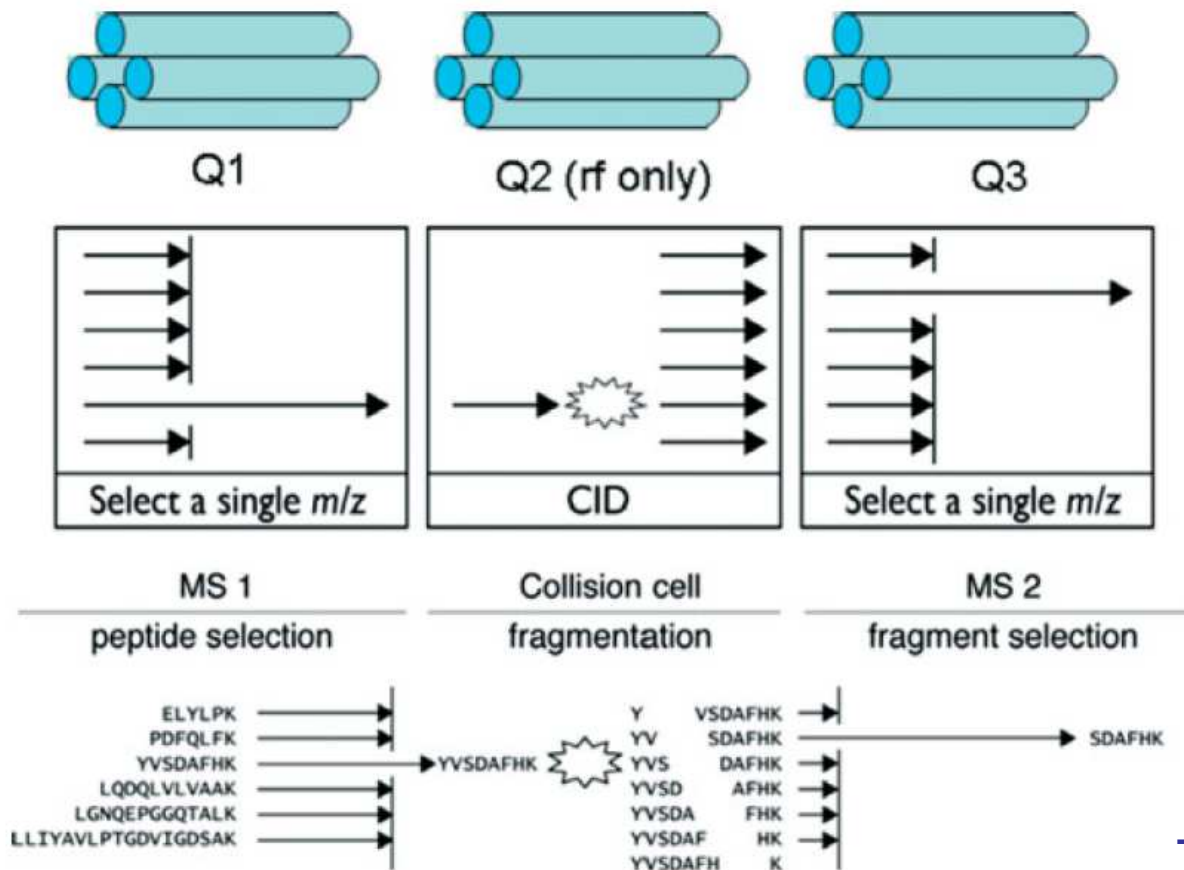 Q1 Q2 (rf only) Q3
Select a single m/z CID Select a single m/z
MS 1 Collision cell MS 2
peptide selection fragmentation fragment selection
ELYLPK Y VSDAFHK
PDFQLFK YV SDAFHK SDAFHK
YVSDAFHK YVSDAFHK YVS DAFHK
LQDQLVLVAAK YVSD AFHK
LGNQEPGGQTALK YVSDA FHK
LLIYAVLPTGDVIGDSAK YVSDAF HK
YVSDAFH K